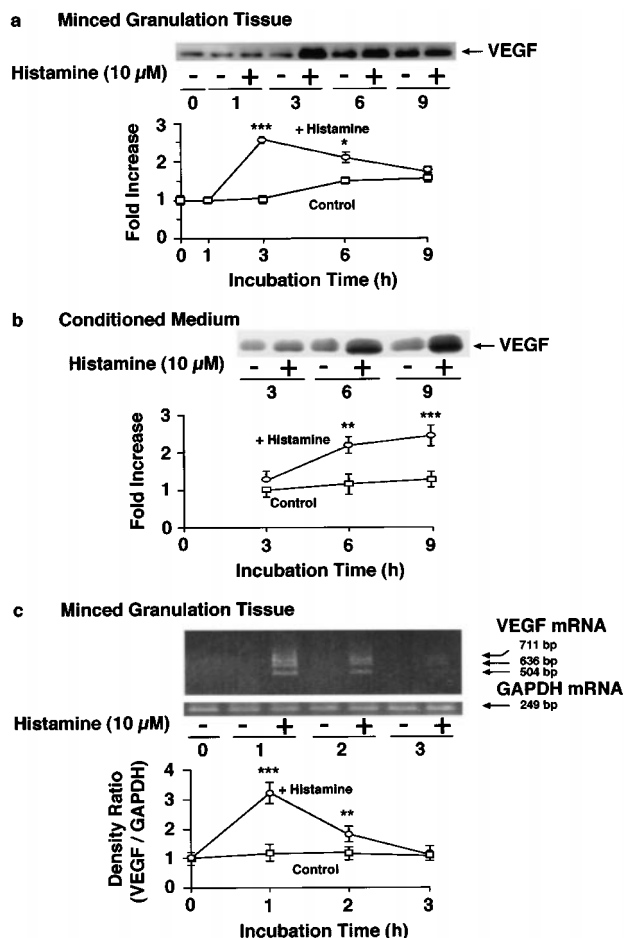 a Minced Granulation Tissue
VEGF
Histamine (10 µM) - - + - + - + - +
0 1 3 6 9
3
2
1
0
Fold Increase
***
+ Histamine
*
Control
0 1 3 6 9
Incubation Time (h)
b Conditioned Medium
VEGF
Histamine (10 µM) - + - + - +
3 6 9
3
2
1
0
Fold Increase
+ Histamine
**
***
Control
0 3 6 9
Incubation Time (h)
c Minced Granulation Tissue
VEGF mRNA
711 bp
636 bp
504 bp
GAPDH mRNA
249 bp
Histamine (10 µM) - - + - + - +
0 1 2 3
4
3
2
1
0
Density Ratio
(VEGF / GAPDH)
***
+ Histamine
**
Control
0 1 2 3
Incubation Time (h)